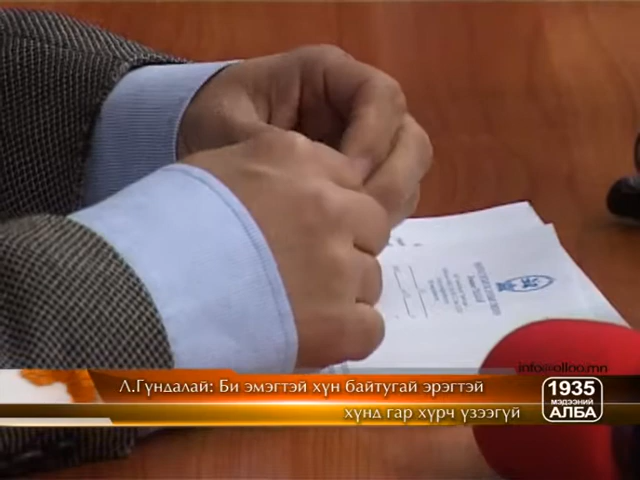 info@olloo.mn
Л.Гүндалай: Би эмэгтэй хүн байтугай эрэгтэй
хүнд гар хүрч үзээгүй
1935
МЭДЭЭНИЙ
АЛБА